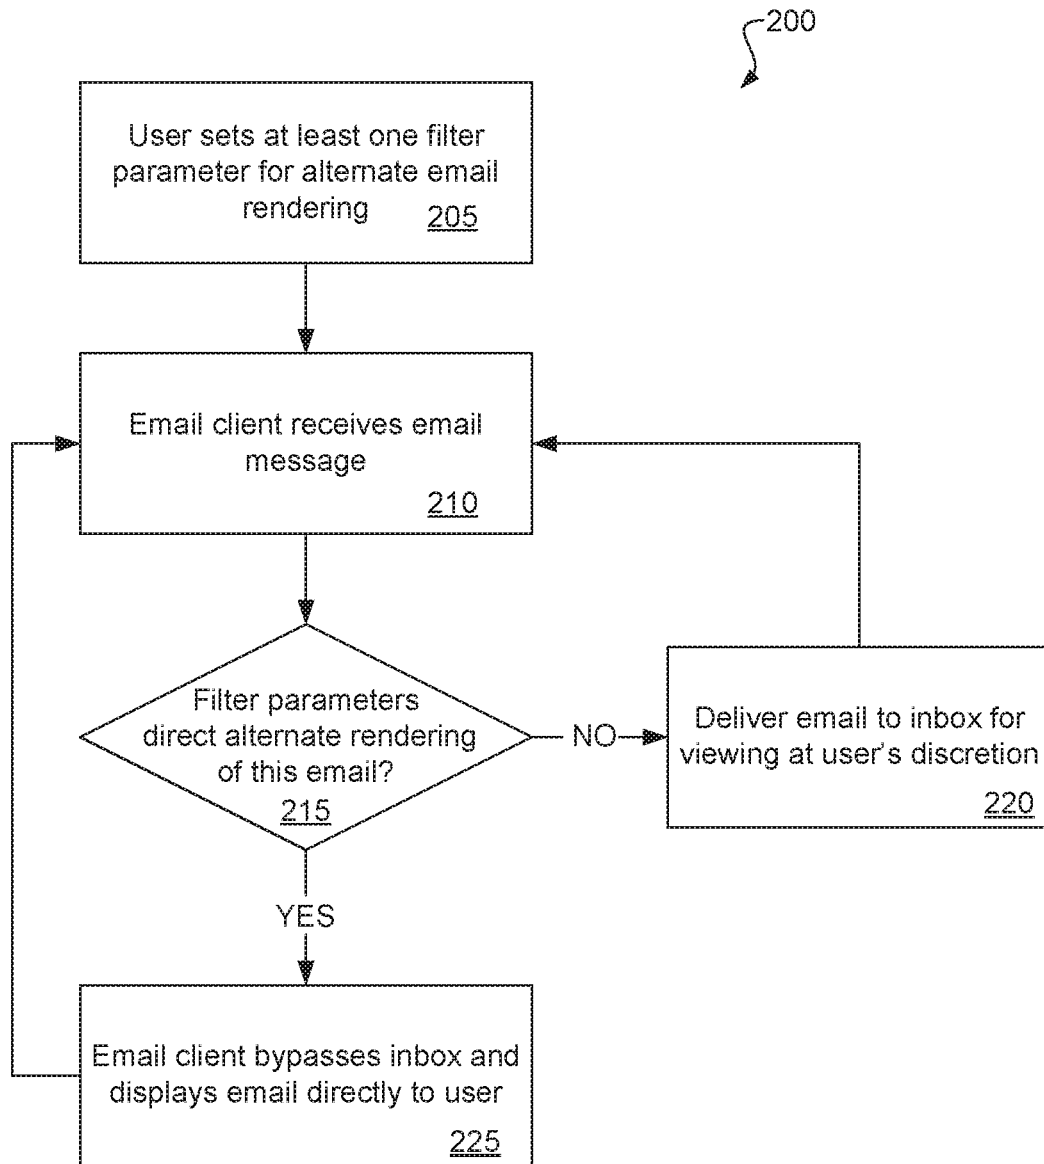 200
User sets at least one filter
parameter for alternate email
rendering 205
Email client receives email
message
210
Filter parameters
direct alternate rendering
of this email?
215
NO
Deliver email to inbox for
viewing at user's discretion
220
YES
Email client bypasses inbox and
displays email directly to user
225